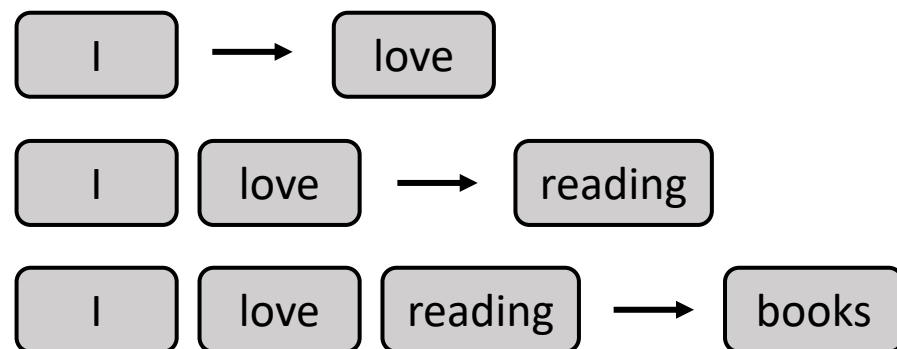 I → love
I love → reading
I love reading → books